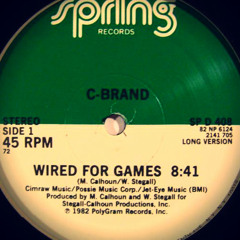 spring
RECORDS
C-BRAND
STEREO
SIDE 1
45 RPM
72
SP D 408
82 NP 6124
2141 705
LONG VERSION
WIRED FOR GAMES 8:41
(M. Calhoun/W. Stegall)
Cimraw Music/Possie Music Corp./Jet-Eye Music (BMI)
Produced by M. Calhoun and W. Stegall for
Stegall-Calhoun Productions, Inc.
℗ 1982 PolyGram Records, Inc.